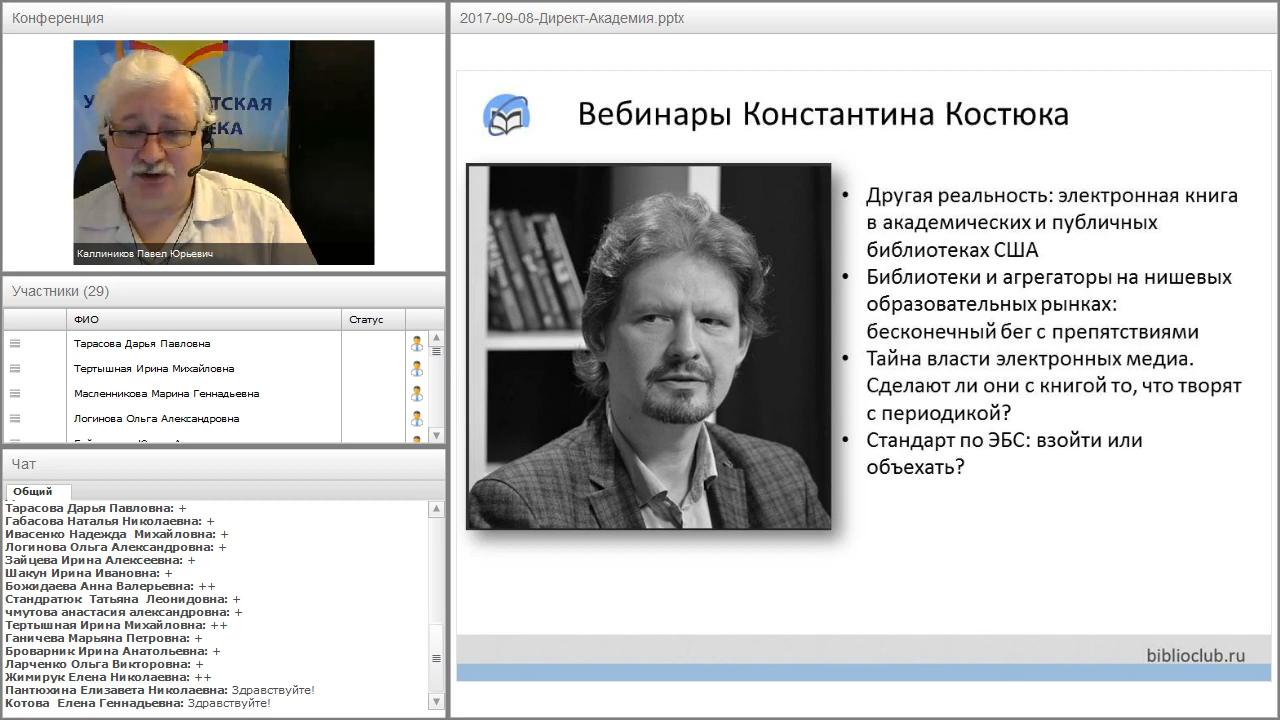 Конференция
У
ТСКАЯ
ЕКА
Каллиников Павел Юрьевич
Участники (29)
ФИО
Статус
Тарасова Дарья Павловна
Тертышная Ирина Михайловна
Масленникова Марина Геннадьевна
Логинова Ольга Александровна
Чат
Общий
Тарасова Дарья Павловна: +
Габасова Наталья Николаевна: +
Ивасенко Надежда Михайловна: +
Логинова Ольга Александровна: +
Зайцева Ирина Алексеевна: +
Шакун Ирина Ивановна: +
Божидаева Анна Валерьевна: ++
Стандратюк Татьяна Леонидовна: +
чмутова анастасия александровна: +
Тертышная Ирина Михайловна: ++
Ганичева Марьяна Петровна: +
Броварник Ирина Анатольевна: +
Ларченко Ольга Викторовна: +
Жимирук Елена Николаевна: ++
Пантюхина Елизавета Николаевна: Здравствуйте!
Котова Елена Геннадьевна: Здравствуйте!
2017-09-08-Директ-Академия.pptx
Вебинары Константина Костюка
• Другая реальность: электронная книга
в академических и публичных
библиотеках США
• Библиотеки и агрегаторы на нишевых
образовательных рынках:
бесконечный бег с препятствиями
• Тайна власти электронных медиа.
Сделают ли они с книгой то, что творят
с периодикой?
• Стандарт по ЭБС: взойти или
объехать?
biblioclub.ru